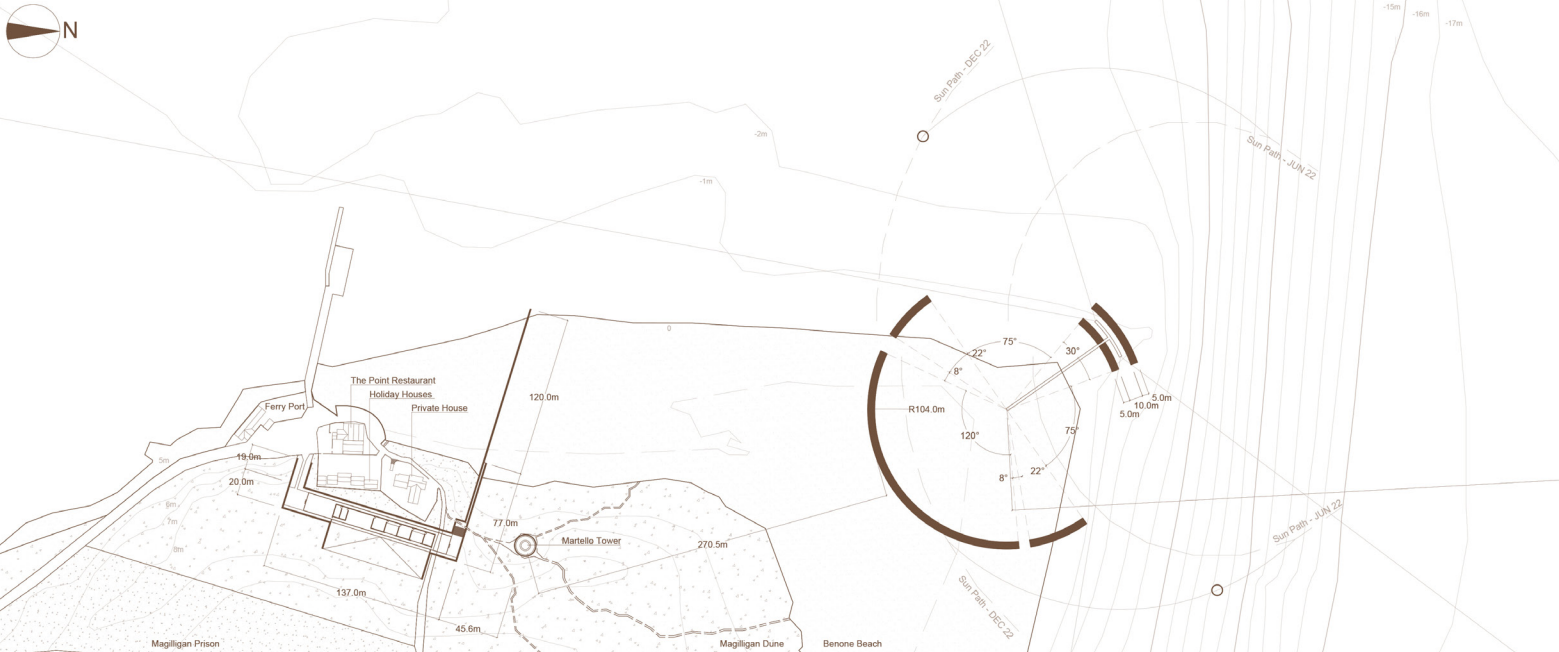 N
-15m
-16m
-17m
Sun Path - DEC 22
-2m
Sun Path - JUN 22
-1m
0
75°
22°
30°
8°
The Point Restaurant
Holiday Houses
120.0m
5.0m
10.0m
5.0m
Ferry Port
Private House
R104.0m
75°
120°
5m
19.0m
22°
8°
20.0m
6m
7m
77.0m
Sun Path - JUN 22
Martello Tower
270.5m
8m
137.0m
Sun Path - DEC 22
45.6m
Magilligan Prison
Magilligan Dune
Benone Beach